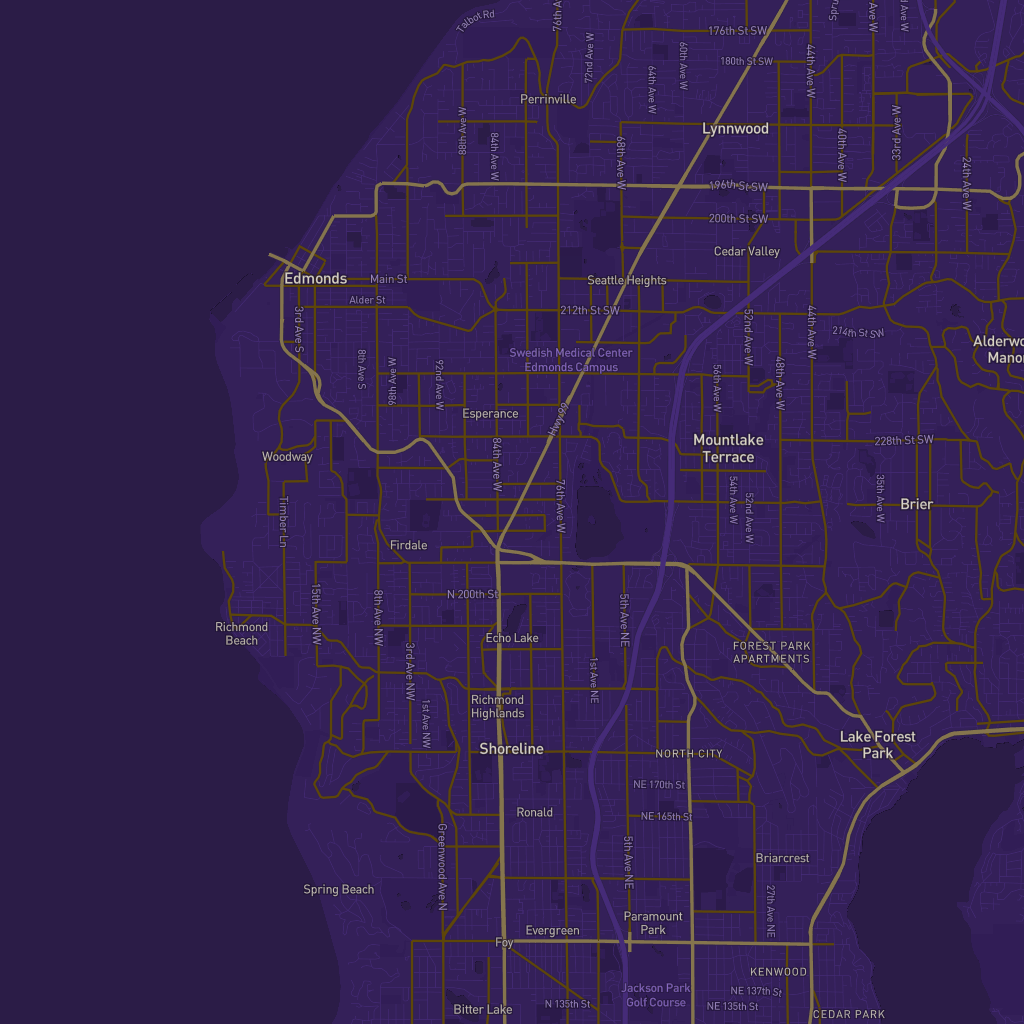 Talbot Rd
76th A
72nd Ave W
176th St SW
60th Ave W
64th Ave W
180th St SW
44th Ave W
Spru
Ave W
d Ave W
Perrinville
Lynnwood
88th Ave W
84th Ave W
68th Ave W
40th Ave W
33rd Ave W
24th Ave W
196th St SW
200th St SW
Cedar Valley
Edmonds
Main St
Seattle Heights
Alder St
212th St SW
3rd Ave S
52nd Ave W
44th Ave W
214th St SW
Alderwo
Manor
Swedish Medical Center
Edmonds Campus
8th Ave S
86th Ave W
92nd Ave W
56th Ave W
48th Ave W
Esperance
Hwy 99
Mountlake
Terrace
228th St SW
Woodway
84th Ave W
76th Ave W
54th Ave W
52nd Ave W
35th Ave W
Brier
Timber Ln
Firdale
N 200th St
15th Ave NW
8th Ave NW
5th Ave NE
Richmond
Beach
Echo Lake
3rd Ave NW
1st Ave NE
FOREST PARK
APARTMENTS
1st Ave NW
Richmond
Highlands
Shoreline
NORTH CITY
Lake Forest
Park
NE 170th St
Ronald
NE 165th St
Greenwood Ave N
5th Ave NE
Briarcrest
Spring Beach
27th Ave NE
Paramount
Park
Evergreen
Foy
KENWOOD
Jackson Park
Golf Course
NE 137th St
N 135th St
NE 135th St
Bitter Lake
CEDAR PARK